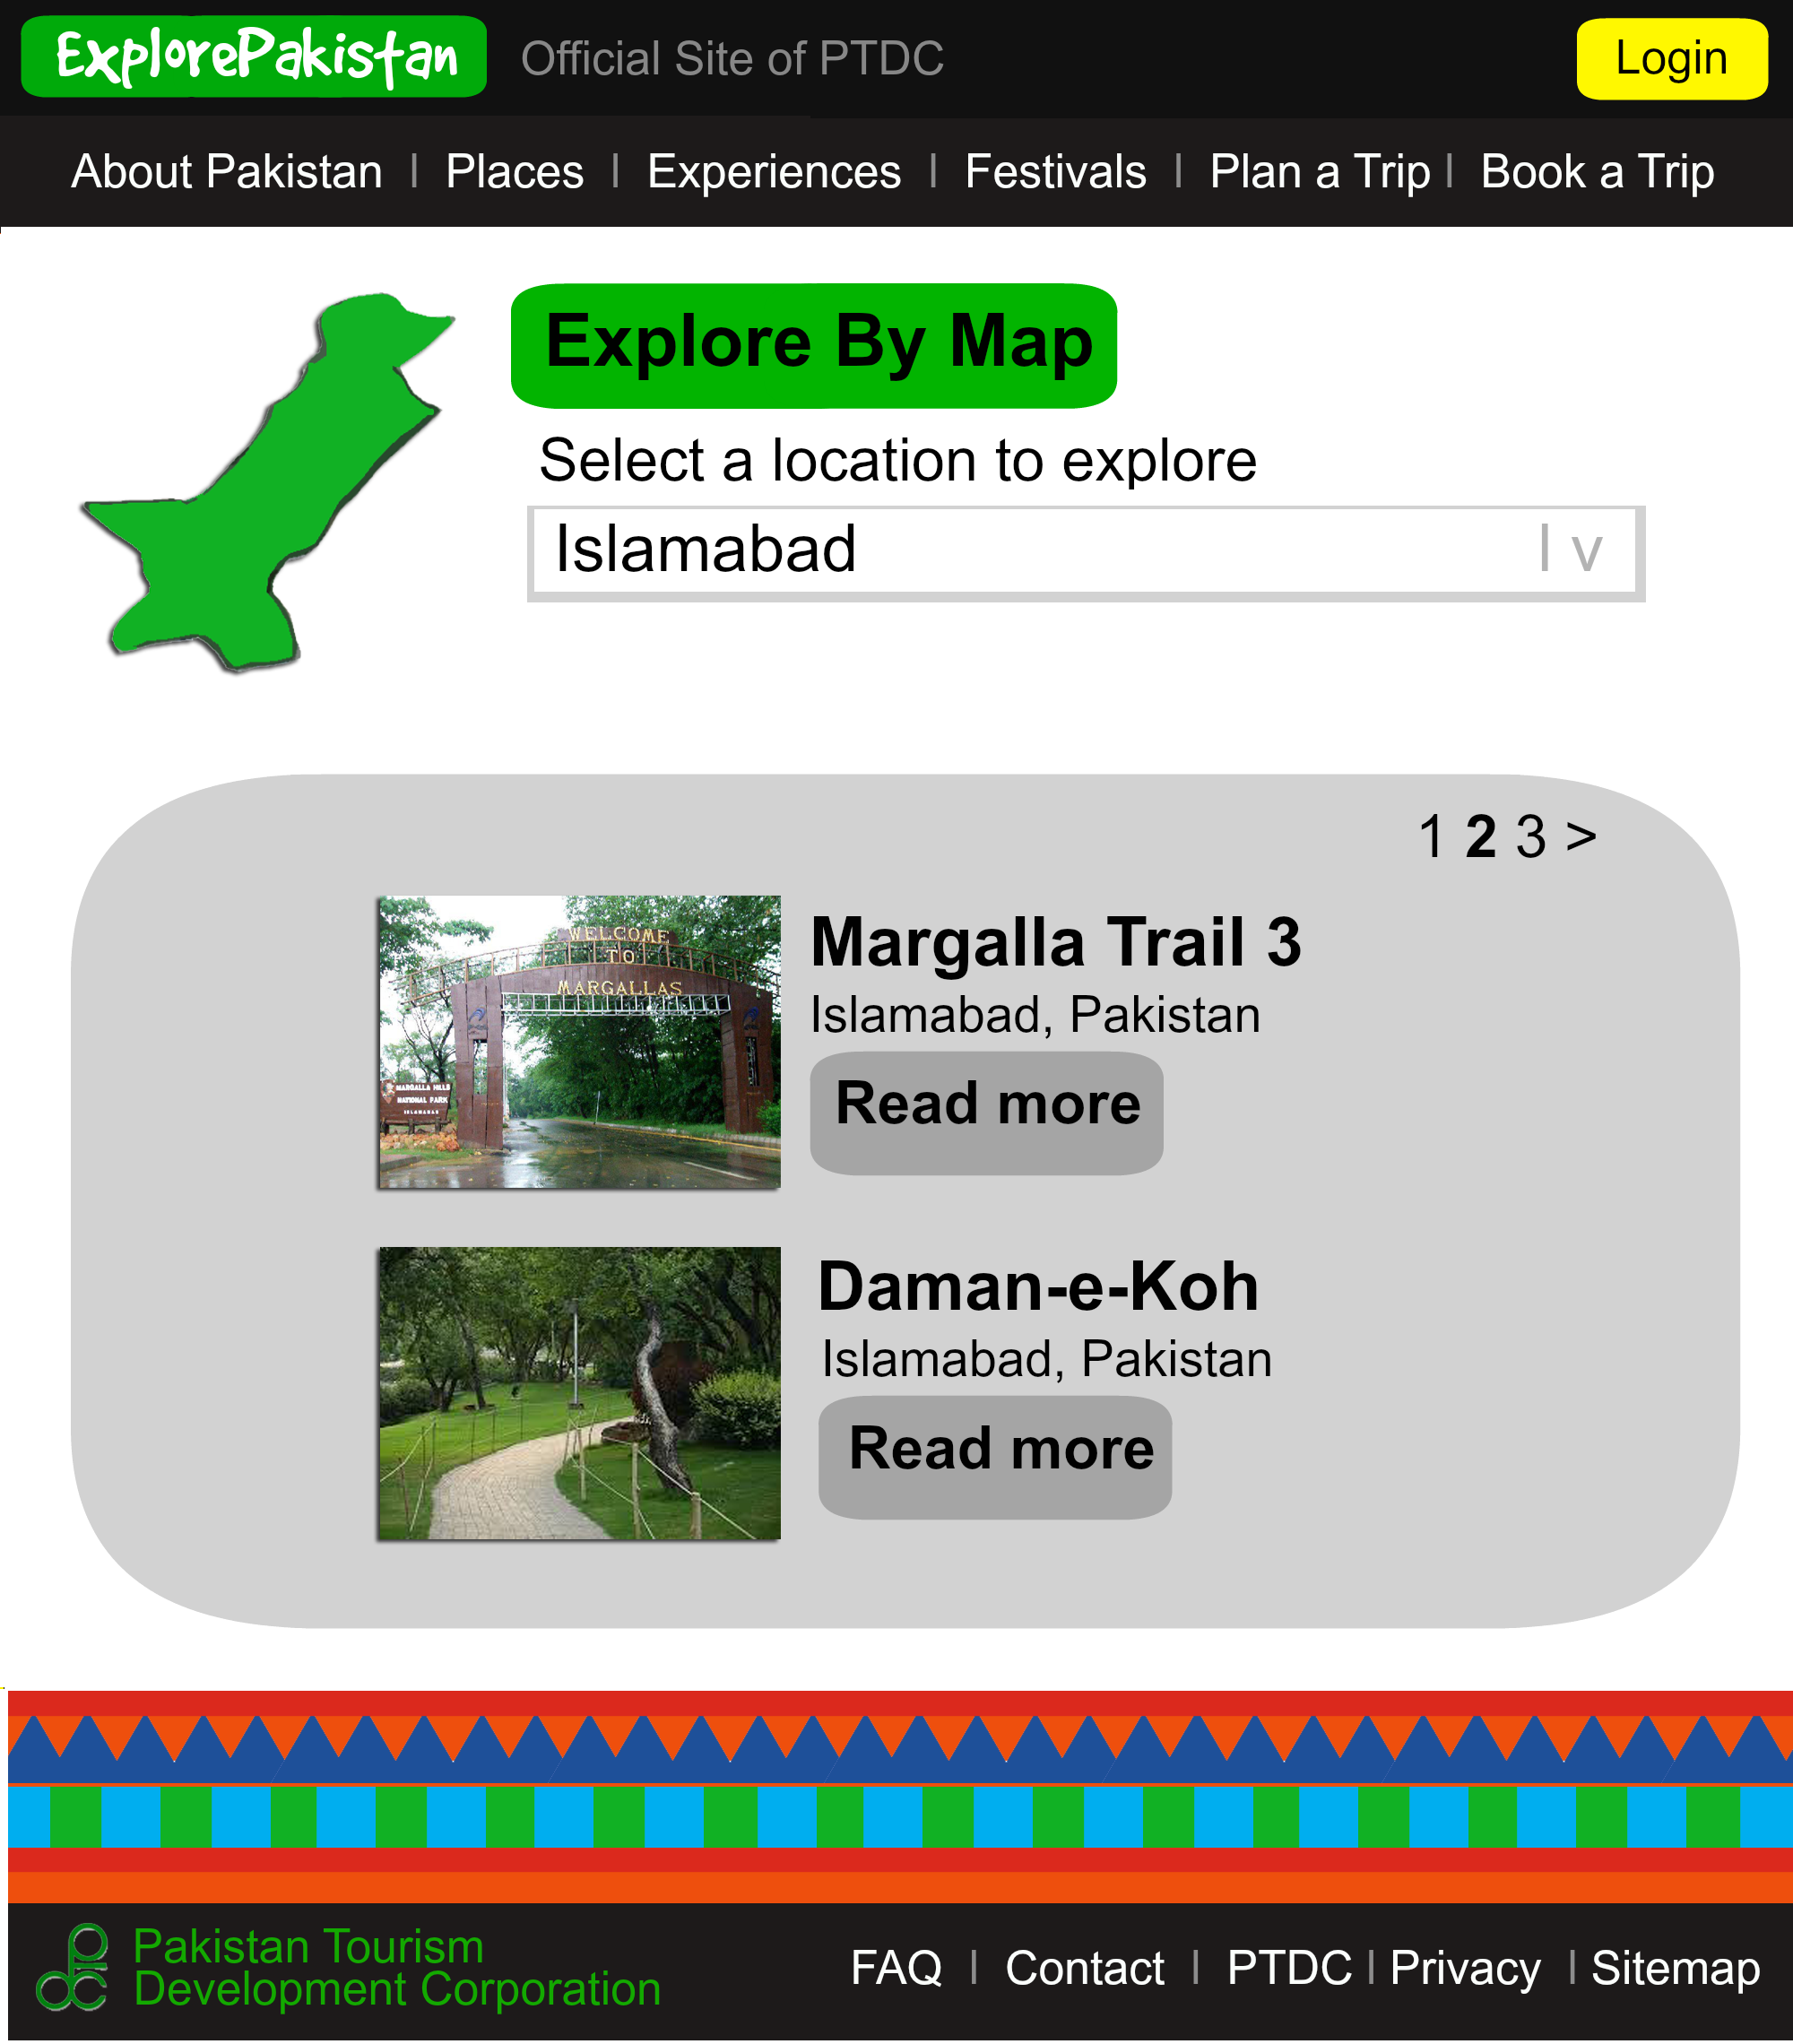 ExplorePakistan Official Site of PTDC Login
About Pakistan | Places | Experiences | Festivals | Plan a Trip | Book a Trip
Explore By Map
Select a location to explore
Islamabad | v
1 2 3 >
WELCOME
TO
MARGALLAS
MARGALLA HILLS
NATIONAL PARK
ISLAMABAD
Margalla Trail 3
Islamabad, Pakistan
Read more
Daman-e-Koh
Islamabad, Pakistan
Read more
Pakistan Tourism
Development Corporation
FAQ | Contact | PTDC | Privacy | Sitemap